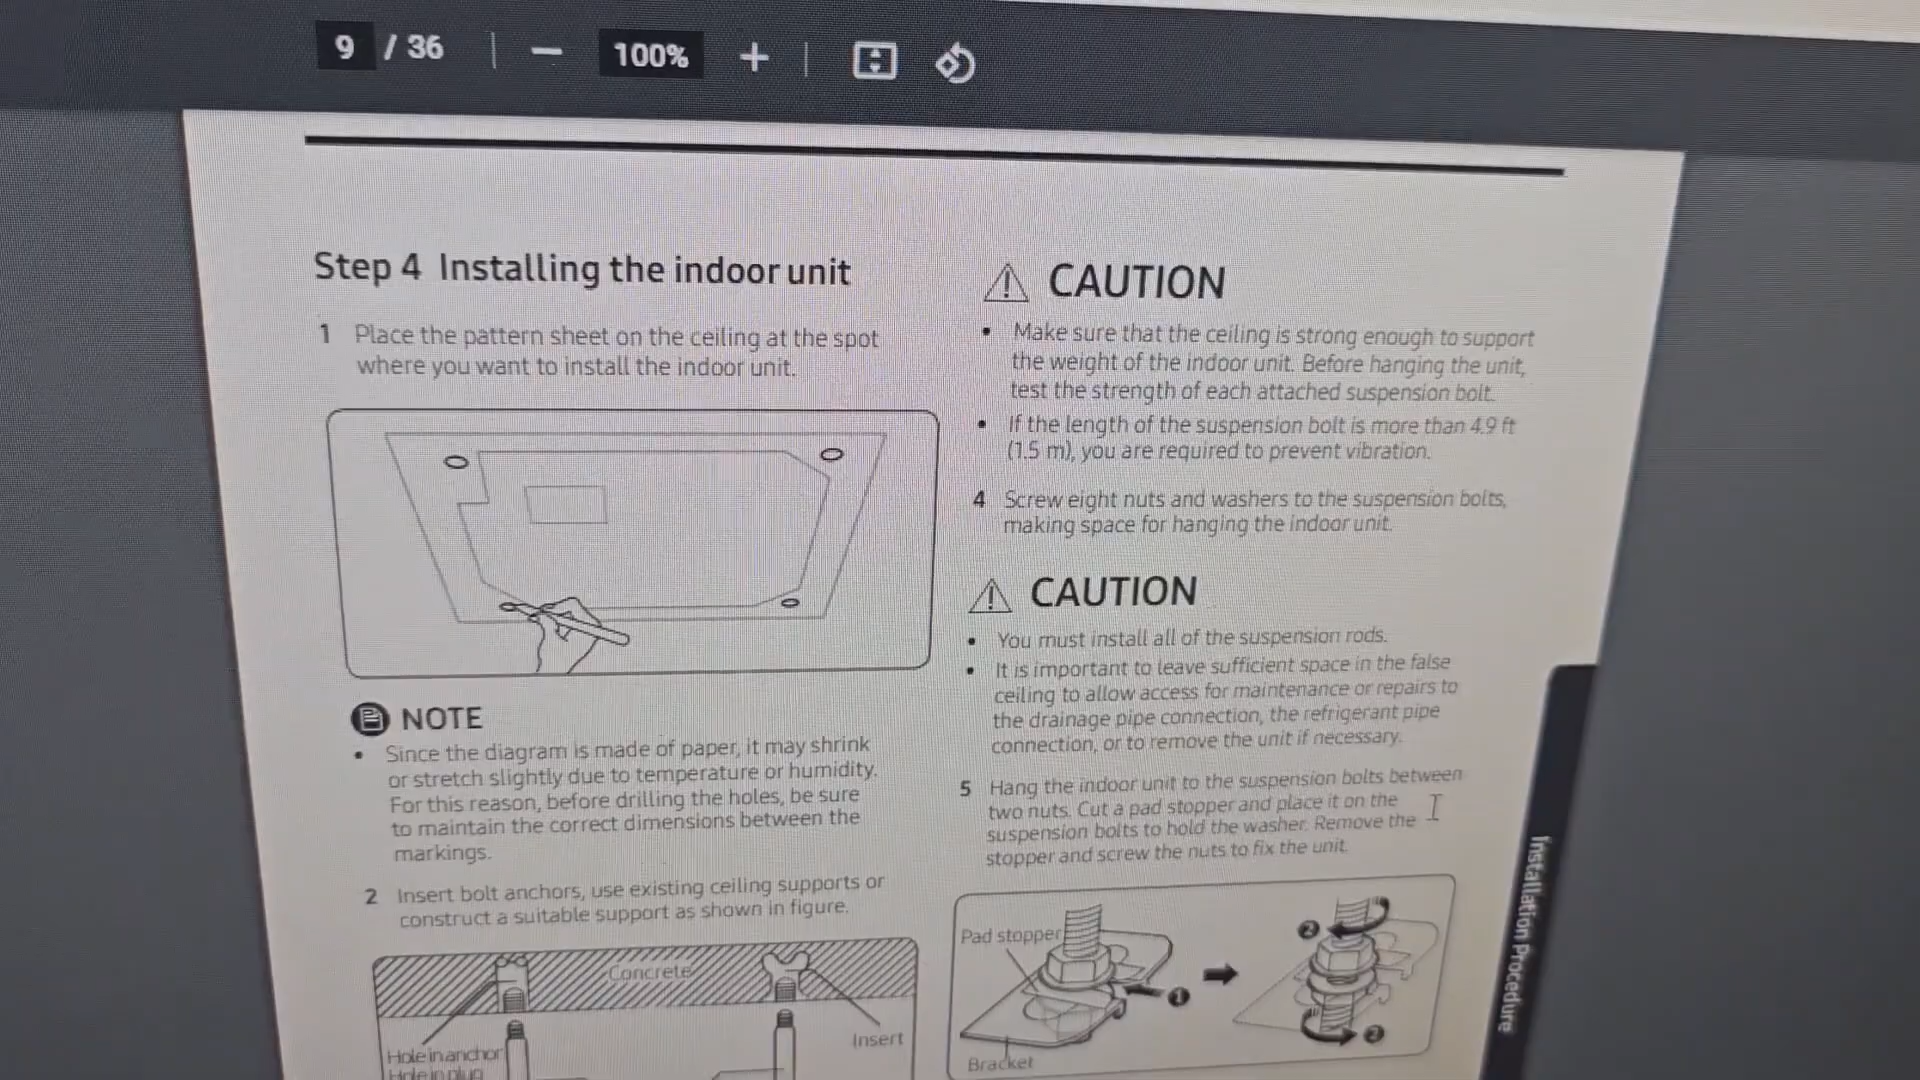 9 / 36
100%
Step 4 Installing the indoor unit
1 Place the pattern sheet on the ceiling at the spot
where you want to install the indoor unit.
NOTE
• Since the diagram is made of paper, it may shrink
or stretch slightly due to temperature or humidity.
For this reason, before drilling the holes, be sure
to maintain the correct dimensions between the
markings.
2 Insert bolt anchors, use existing ceiling supports or
construct a suitable support as shown in figure.
Concrete
Insert
Hole in anchor
Hole in plug
CAUTION
• Make sure that the ceiling is strong enough to support
the weight of the indoor unit. Before hanging the unit,
test the strength of each attached suspension bolt.
• If the length of the suspension bolt is more than 4.9 ft
(1.5 m), you are required to prevent vibration.
4 Screw eight nuts and washers to the suspension bolts,
making space for hanging the indoor unit.
CAUTION
• You must install all of the suspension rods.
• It is important to leave sufficient space in the false
ceiling to allow access for maintenance or repairs to
the drainage pipe connection, the refrigerant pipe
connection, or to remove the unit if necessary.
5 Hang the indoor unit to the suspension bolts between
two nuts. Cut a pad stopper and place it on the
suspension bolts to hold the washer. Remove the
stopper and screw the nuts to fix the unit.
Pad stopper
1
2
2
Bracket
Installation Procedure